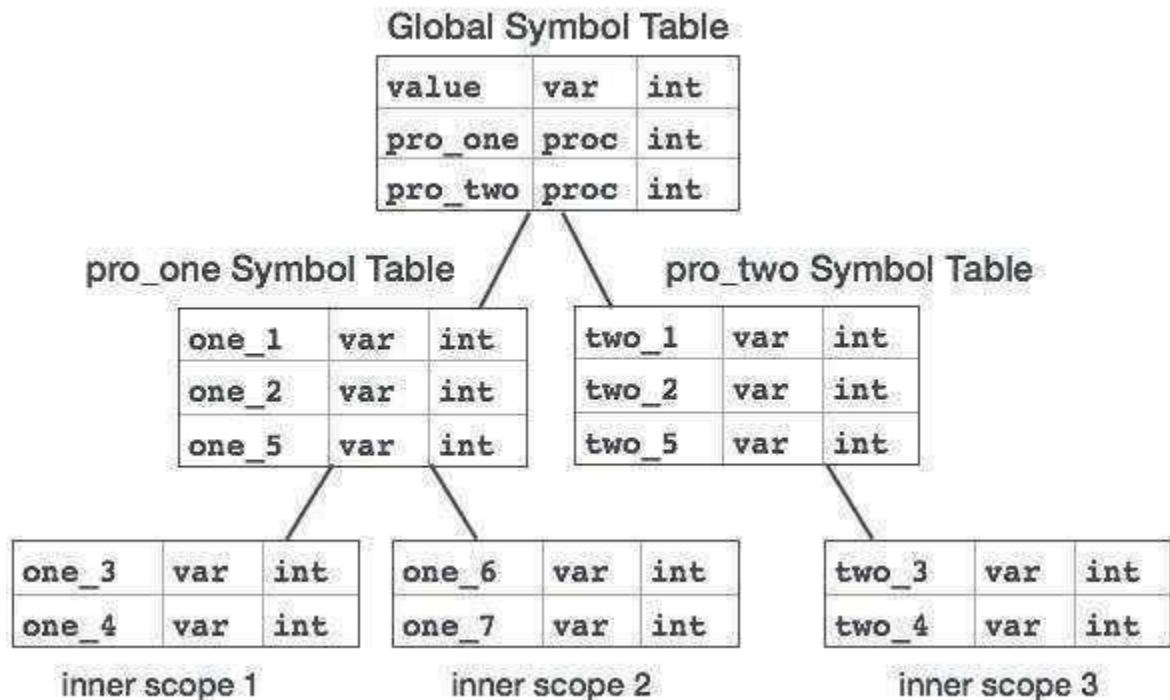 Global Symbol Table
value var int
pro_one proc int
pro_two proc int
pro_one Symbol Table
one_1 var int
one_2 var int
one_5 var int
pro_two Symbol Table
two_1 var int
two_2 var int
two_5 var int
one_3 var int
one_4 var int
inner scope 1
one_6 var int
one_7 var int
inner scope 2
two_3 var int
two_4 var int
inner scope 3